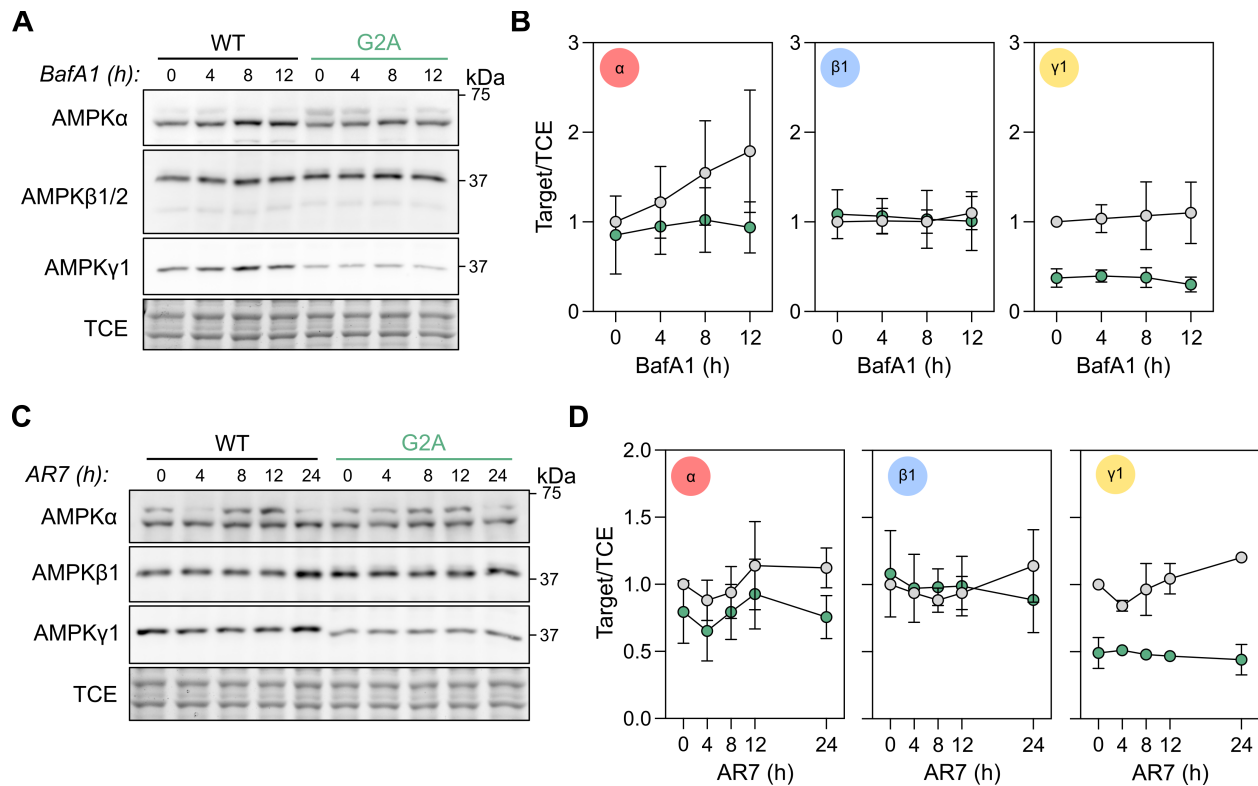 A
WT G2A
BafA1 (h): 0 4 8 12 0 4 8 12 kDa
75
AMPKα
AMPKβ1/2
37
AMPKγ1
37
TCE
B
3 3 3
α β1 γ1
2 2 2
Target/TCE
1 1 1
0 0 0
0 4 8 12 0 4 8 12 0 4 8 12
BafA1 (h) BafA1 (h) BafA1 (h)
C
WT G2A
AR7 (h): 0 4 8 12 24 0 4 8 12 24 kDa
75
AMPKα
AMPKβ1
37
AMPKγ1
37
TCE
D
2.0
α β1 γ1
1.5
Target/TCE
1.0
0.5
0.0
0 4 8 12 24 0 4 8 12 24 0 4 8 12 24
AR7 (h) AR7 (h) AR7 (h)